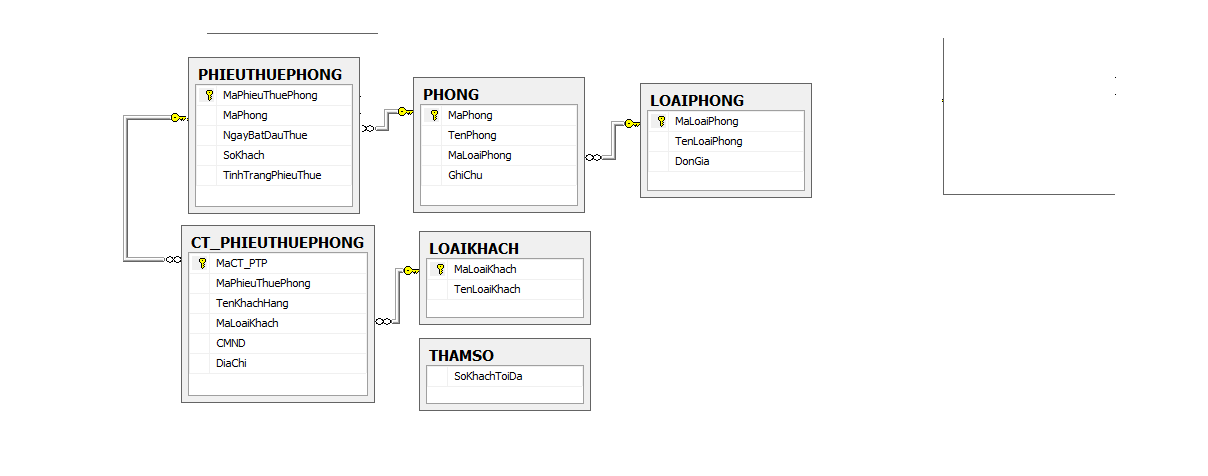 PHIEUTHUEPHONG
MaPhieuThuePhong
MaPhong
NgayBatDauThue
SoKhach
TinhTrangPhieuThue
PHONG
MaPhong
TenPhong
MaLoaiPhong
GhiChu
LOAIPHONG
MaLoaiPhong
TenLoaiPhong
DonGia
CT_PHIEUTHUEPHONG
MaCT_PTP
MaPhieuThuePhong
TenKhachHang
MaLoaiKhach
CMND
DiaChi
LOAIKHACH
MaLoaiKhach
TenLoaiKhach
THAMSO
SoKhachToiDa